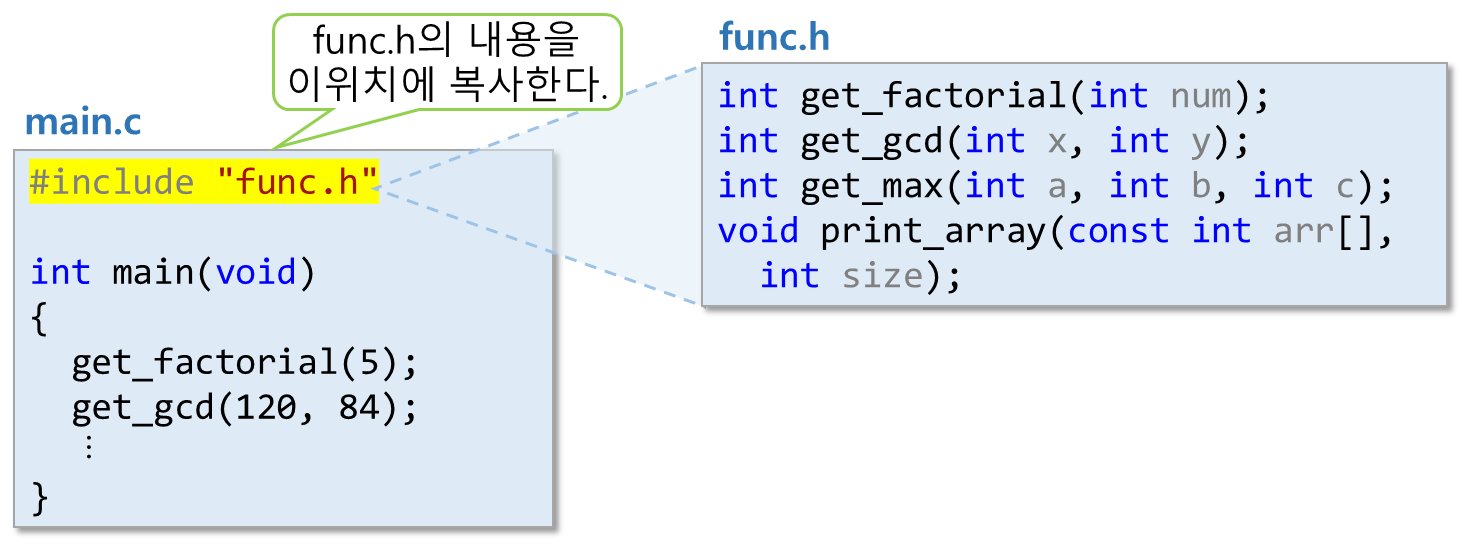 func.h의 내용을
이위치에 복사한다.
main.c
#include "func.h"
int main(void)
{
get_factorial(5);
get_gcd(120, 84);
⋮
}
func.h
int get_factorial(int num);
int get_gcd(int x, int y);
int get_max(int a, int b, int c);
void print_array(const int arr[],
int size);